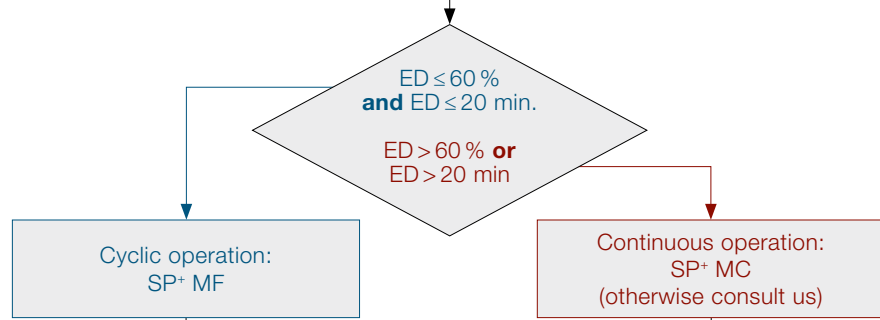 ED ≤ 60 %
and ED ≤ 20 min.
ED > 60 % or
ED > 20 min
Cyclic operation:
SP⁺ MF
Continuous operation:
SP⁺ MC
(otherwise consult us)